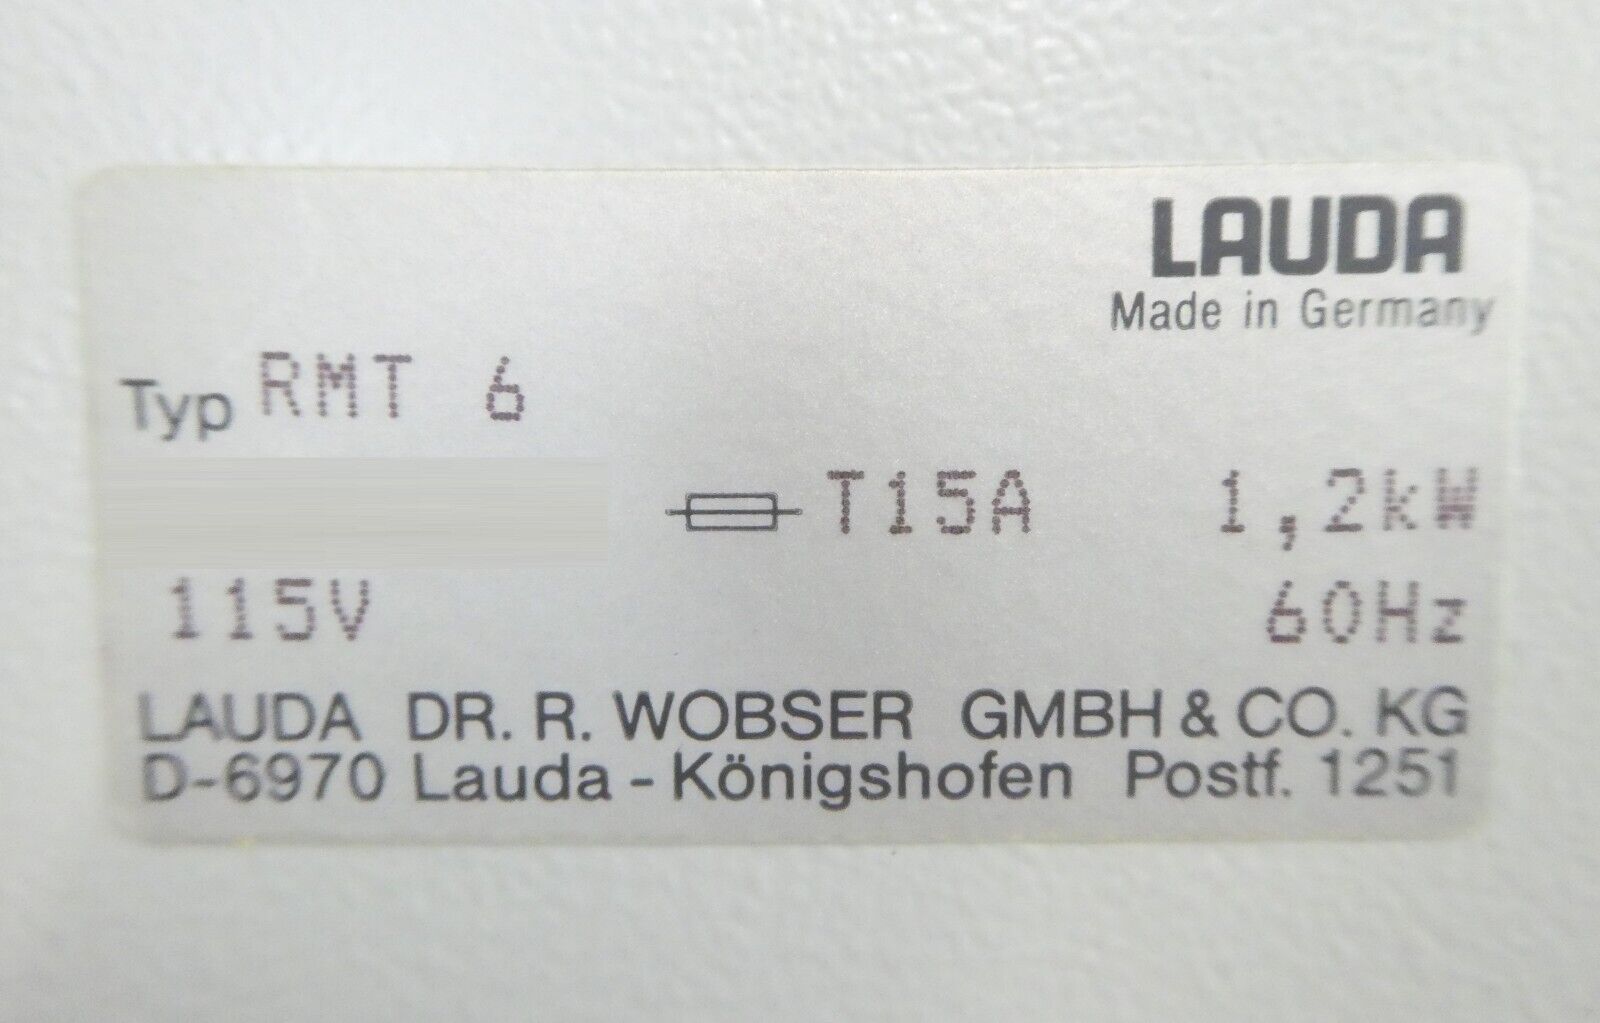 LAUDA
Made in Germany
Typ RMT 6
T15A 1,2kW
115V 60Hz
LAUDA DR. R. WOBSER GMBH & CO. KG
D-6970 Lauda - Königshofen Postf. 1251